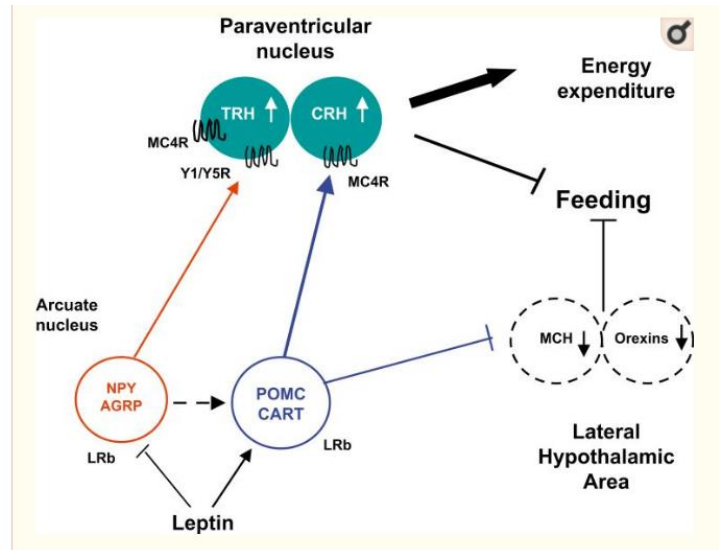 Paraventricular
nucleus
TRH
CRH
Energy
expenditure
MC4R
Y1/Y5R
MC4R
Feeding
Arcuate
nucleus
MCH
Orexins
NPY
AGRP
POMC
CART
LRb
LRb
Lateral
Hypothalamic
Area
Leptin